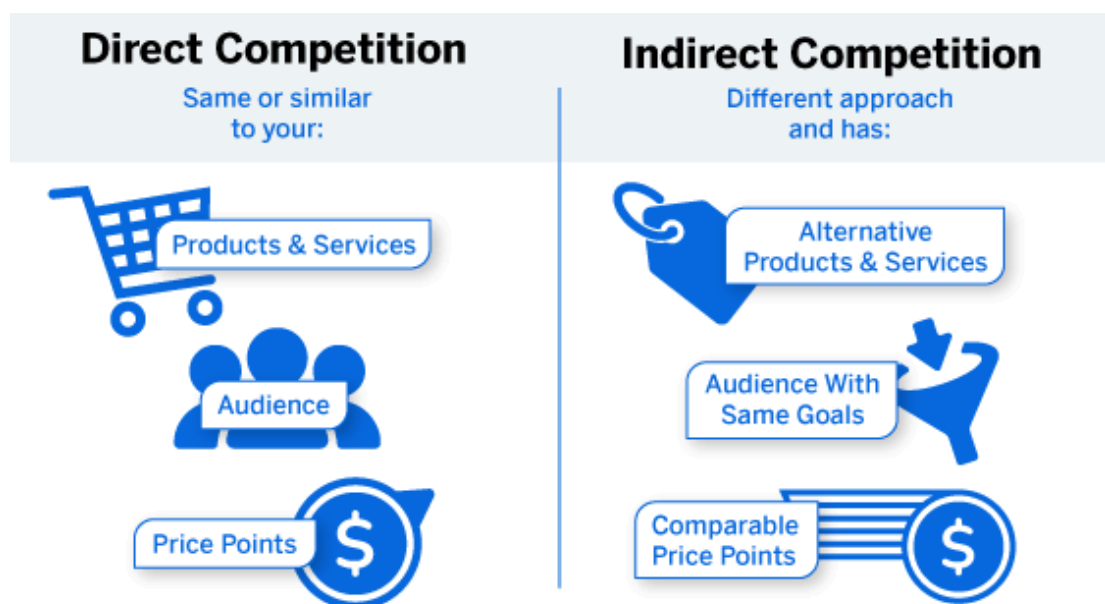 Direct Competition
Same or similar
to your:
Products & Services
Audience
$
Price Points
Indirect Competition
Different approach
and has:
Alternative
Products & Services
Audience With
Same Goals
Comparable
Price Points
$